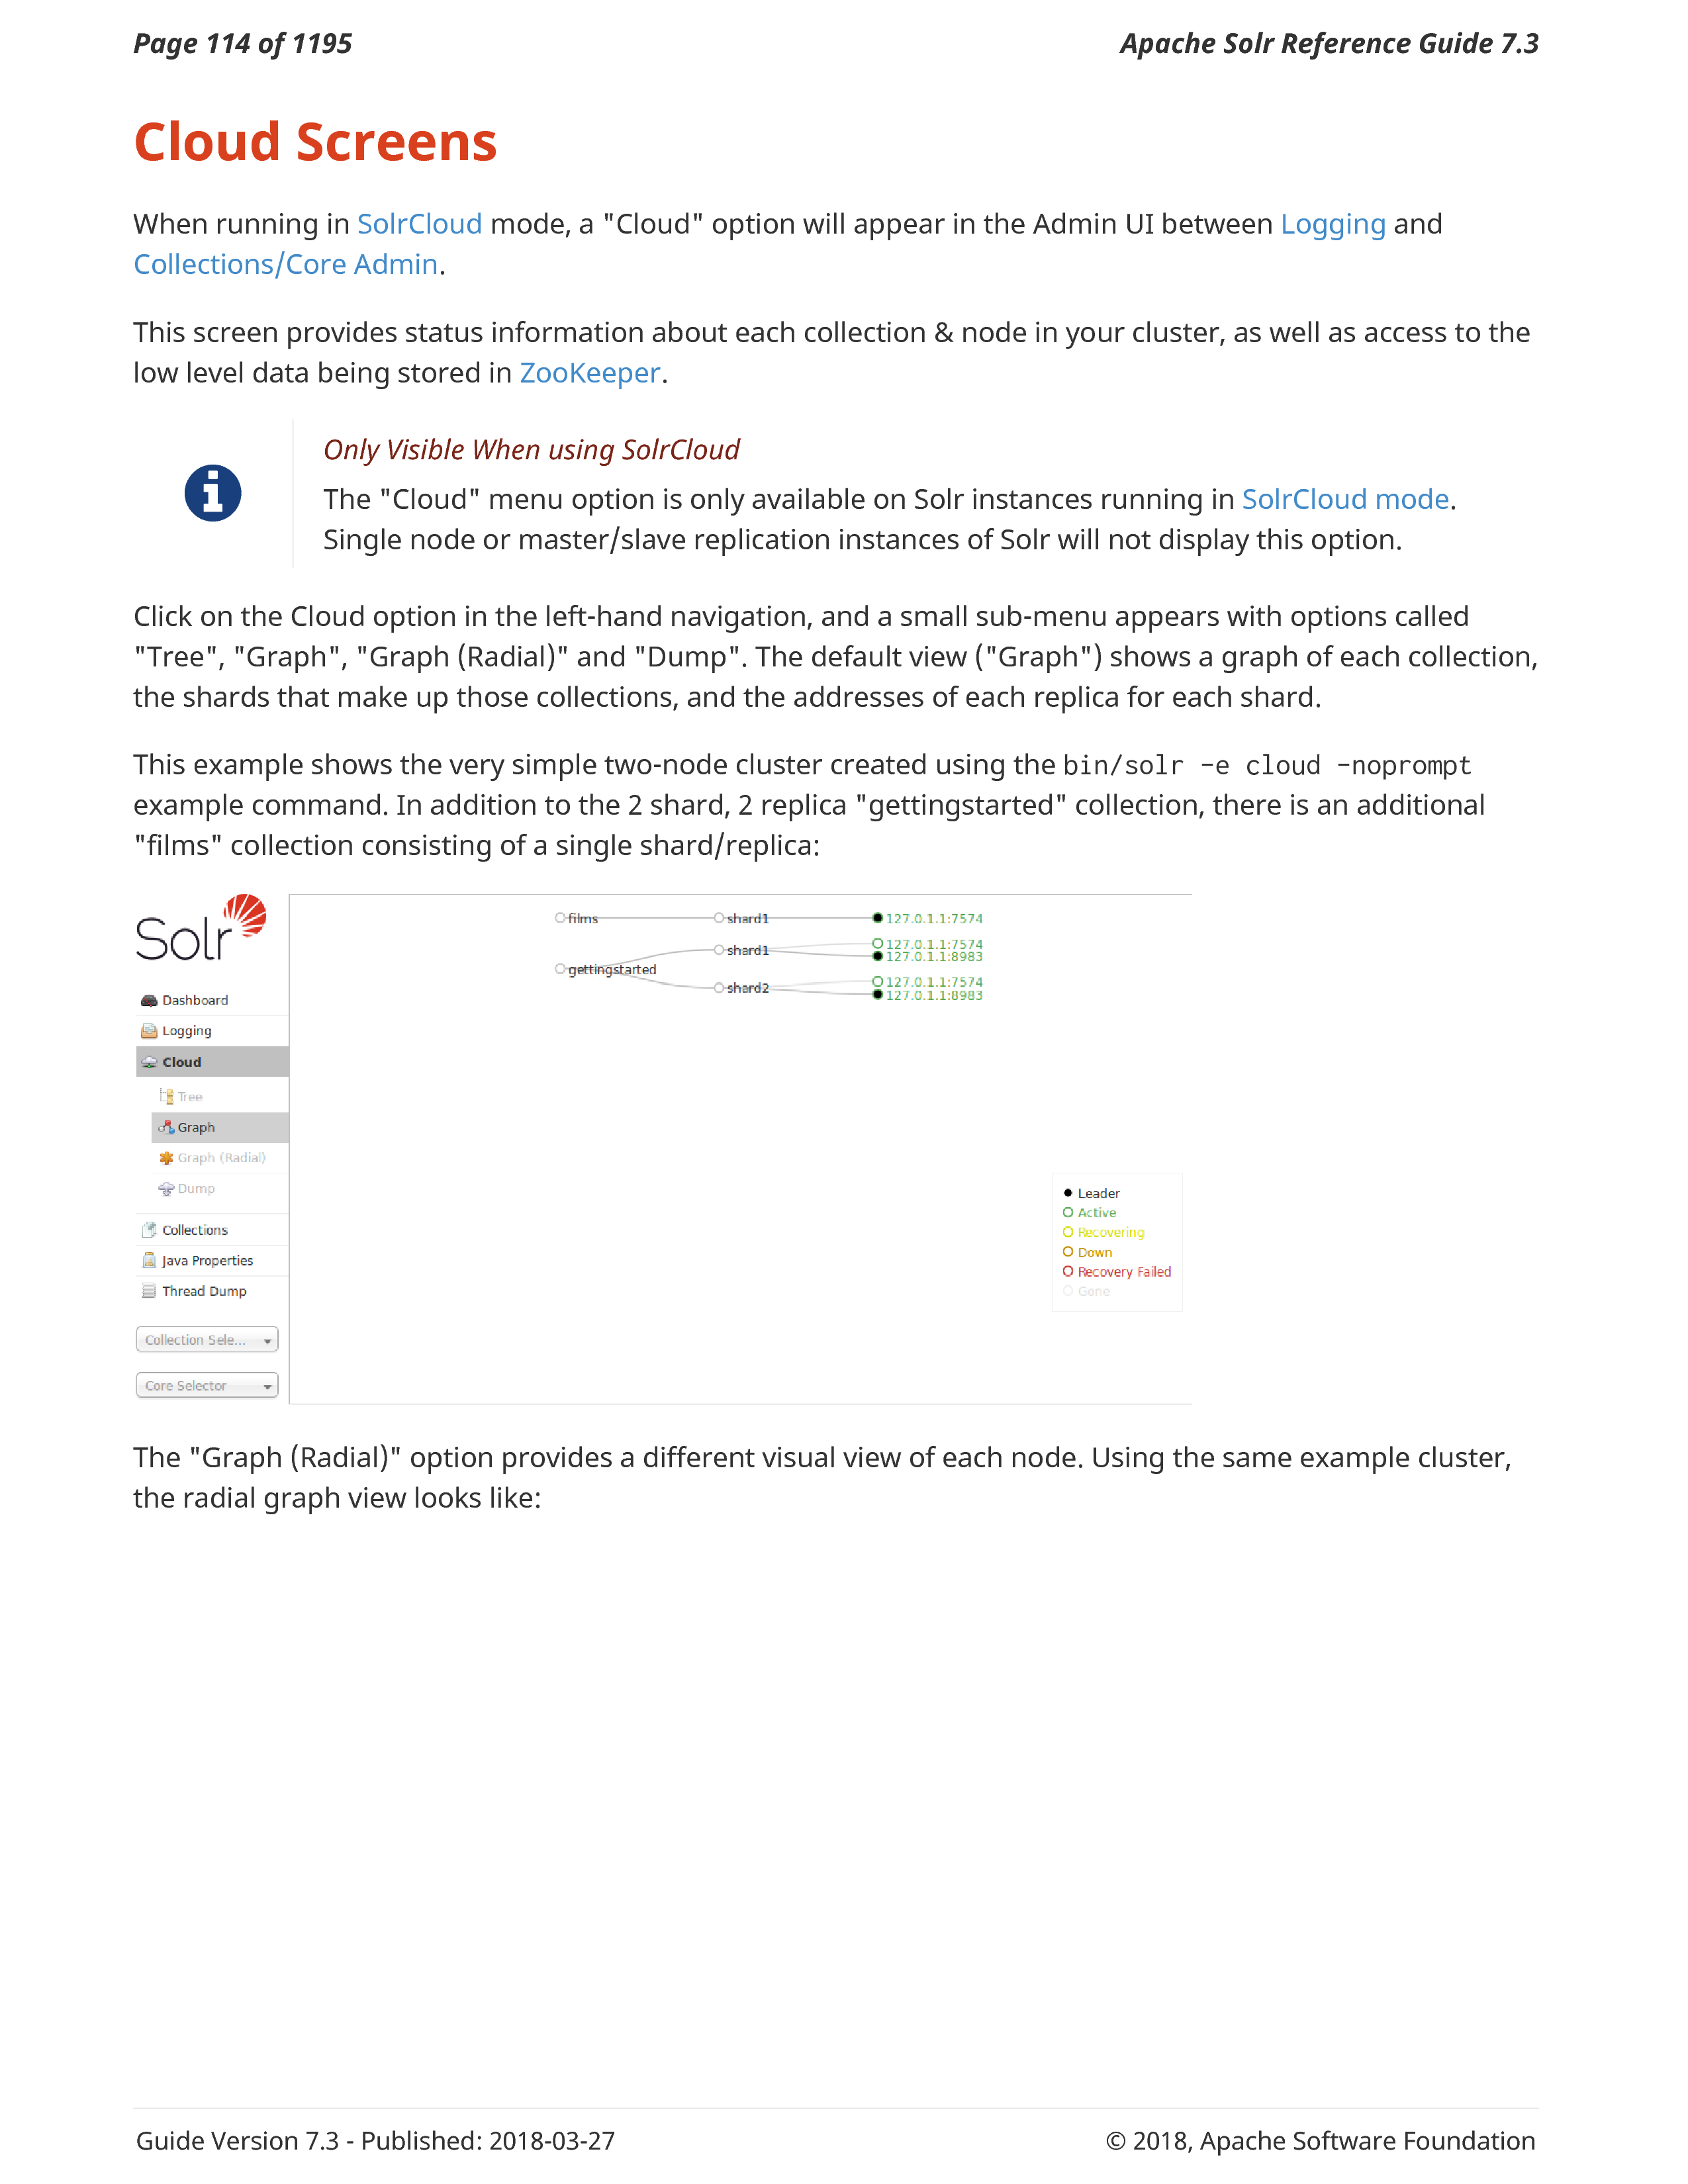 Page 114 of 1195
Apache Solr Reference Guide 7.3
Cloud Screens
When running in SolrCloud mode, a "Cloud" option will appear in the Admin UI between Logging and
Collections/Core Admin.
This screen provides status information about each collection & node in your cluster, as well as access to the
low level data being stored in ZooKeeper.
Only Visible When using SolrCloud
The "Cloud" menu option is only available on Solr instances running in SolrCloud mode.
Single node or master/slave replication instances of Solr will not display this option.
Click on the Cloud option in the left-hand navigation, and a small sub-menu appears with options called
"Tree", "Graph", "Graph (Radial)" and "Dump". The default view ("Graph") shows a graph of each collection,
the shards that make up those collections, and the addresses of each replica for each shard.
This example shows the very simple two-node cluster created using the bin/solr -e cloud -noprompt
example command. In addition to the 2 shard, 2 replica "gettingstarted" collection, there is an additional
"films" collection consisting of a single shard/replica:
Solr
Dashboard
Logging
Cloud
Tree
Graph
Graph (Radial)
Dump
Collections
Java Properties
Thread Dump
Collection Sele...
Core Selector
films
shard1
127.0.1.1:7574
gettingstarted
shard1
127.0.1.1:7574
127.0.1.1:8983
shard2
127.0.1.1:7574
127.0.1.1:8983
Leader
Active
Recovering
Down
Recovery Failed
Gone
The "Graph (Radial)" option provides a different visual view of each node. Using the same example cluster,
the radial graph view looks like:
Guide Version 7.3 - Published: 2018-03-27
© 2018, Apache Software Foundation